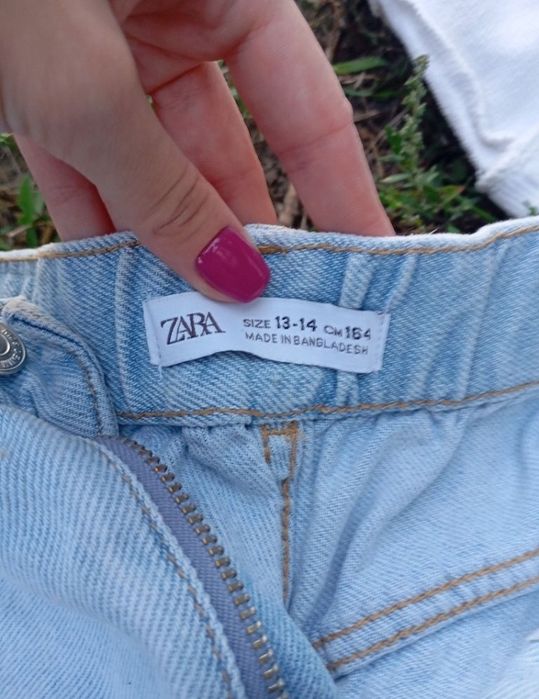 ZARA
SIZE 13-14 CM 164
MADE IN BANGLADESH